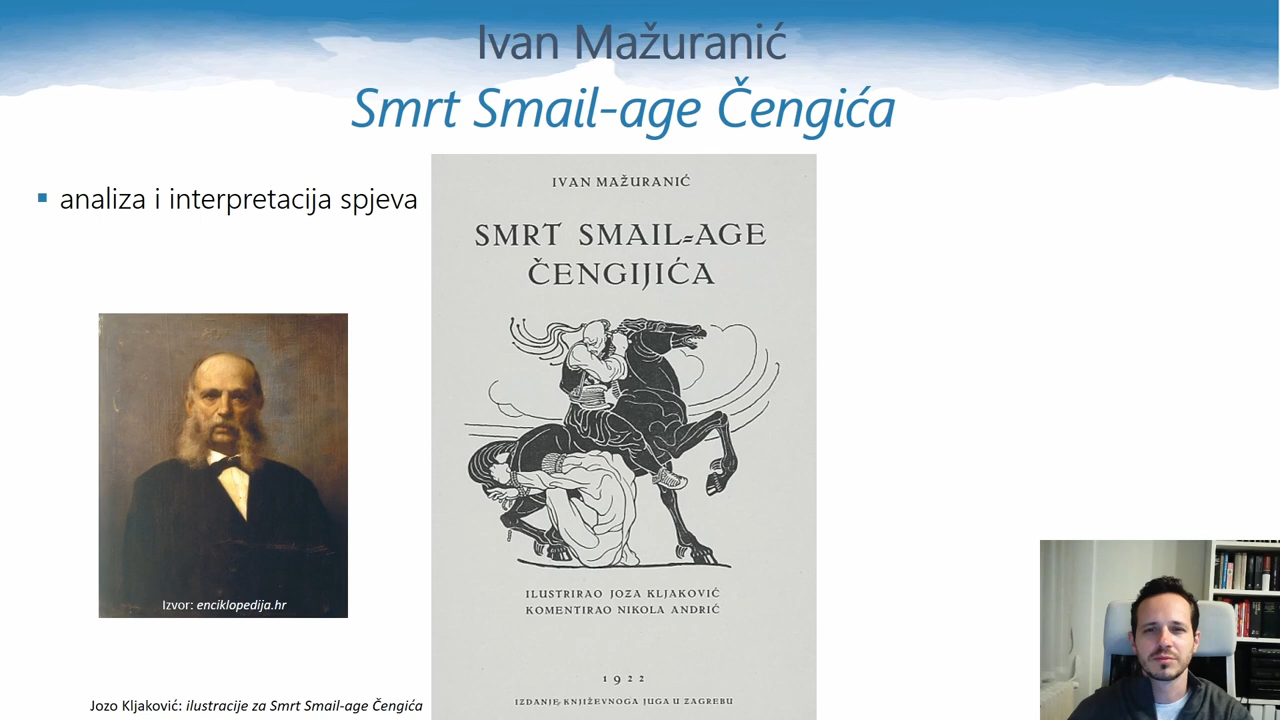 Ivan Mažuranić
Smrt Smail-age Čengića
▪ analiza i interpretacija spjeva
IVAN MAŽURANIĆ
SMRT SMAIL-AGE
ČENGIJIĆA
ILUSTRIRAO JOZA KLJAKOVIĆ
KOMENTIRAO NIKOLA ANDRIĆ
1922
IZDANJE KNJIŽEVNOGA JUGA U ZAGREBU
Izvor: enciklopedija.hr
Jozo Kljaković: ilustracije za Smrt Smail-age Čengića